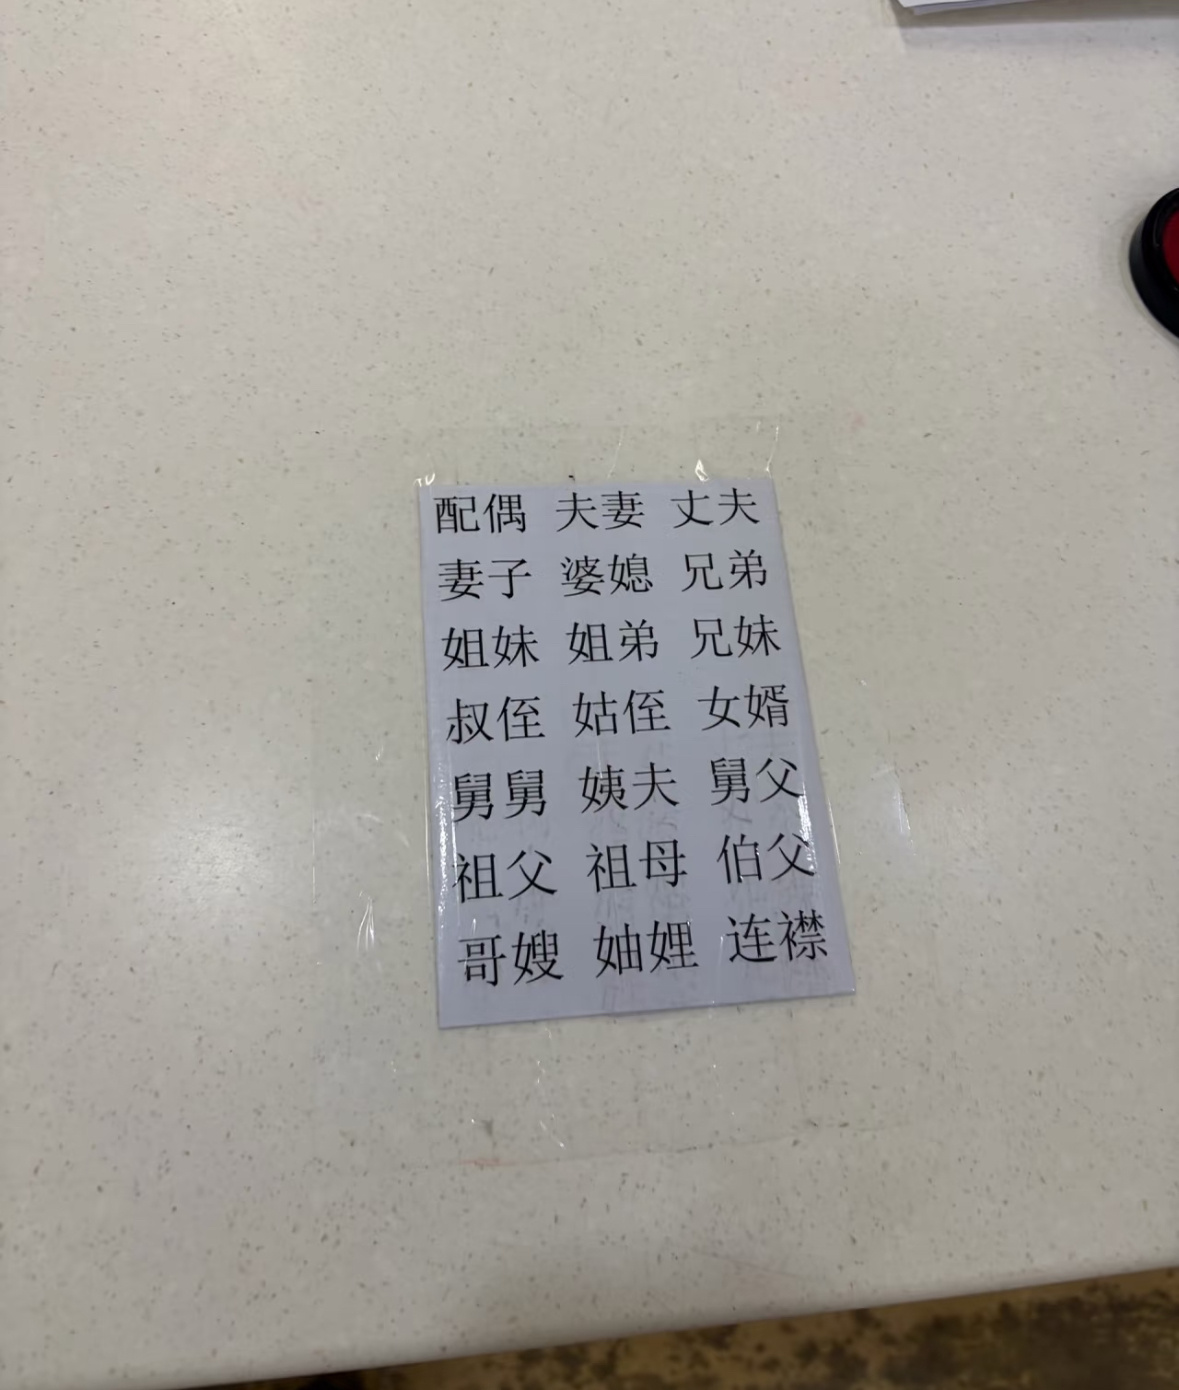 配偶 夫妻 丈夫
妻子 婆媳 兄弟
姐妹 姐弟 兄妹
叔侄 姑侄 女婿
舅舅 姨夫 舅父
祖父 祖母 伯父
哥嫂 妯娌 连襟